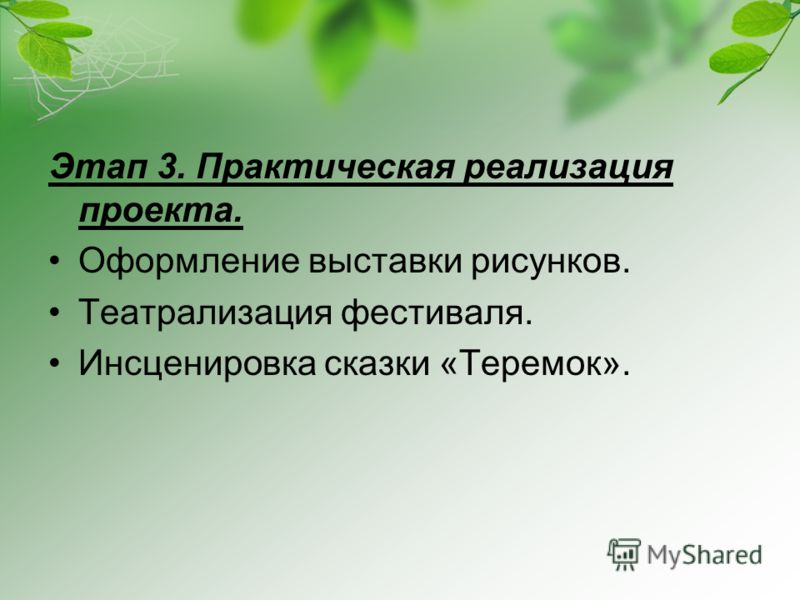 Этап 3. Практическая реализация
проекта.
• Оформление выставки рисунков.
• Театрализация фестиваля.
• Инсценировка сказки «Теремок».
MyShared